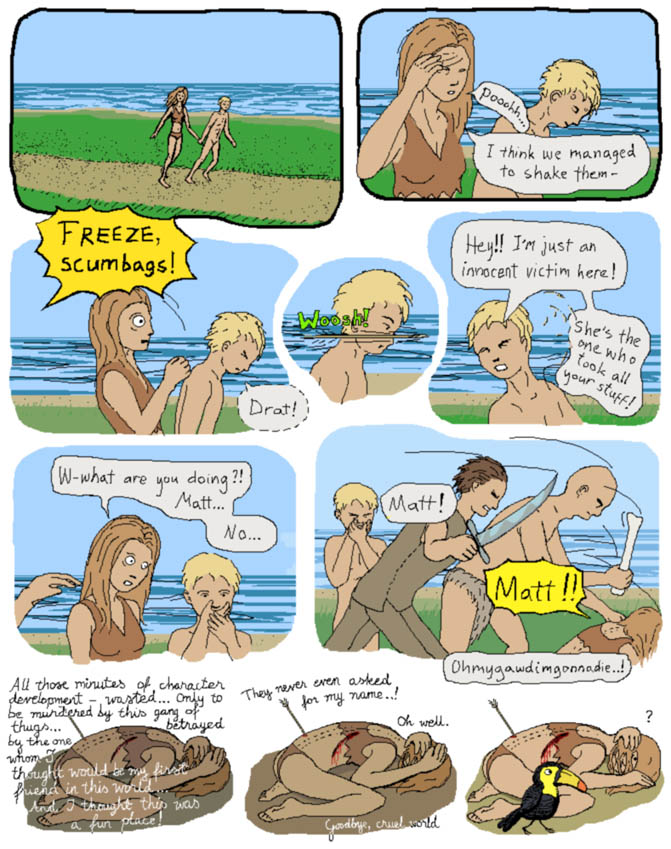 Pooohh...
I think we managed
to shake them-
FREEZE,
scumbags!
Drat!
Woosh!
Hey!! I'm just an
innocent victim here!
She's the
one who
took all
your stuff!
W-what are you doing?!
Matt...
No...
Matt!
Matt!!
Ohmygawdimgonnadie..!
All those minutes of character
development – wasted... Only to
be murdered by this gang of
thugs... betrayed
by the one
whom I
thought would be my first
friend in this world...
And I thought this was
a fun place!
They never even asked
for my name..!
Oh well.
Goodbye, cruel world
?